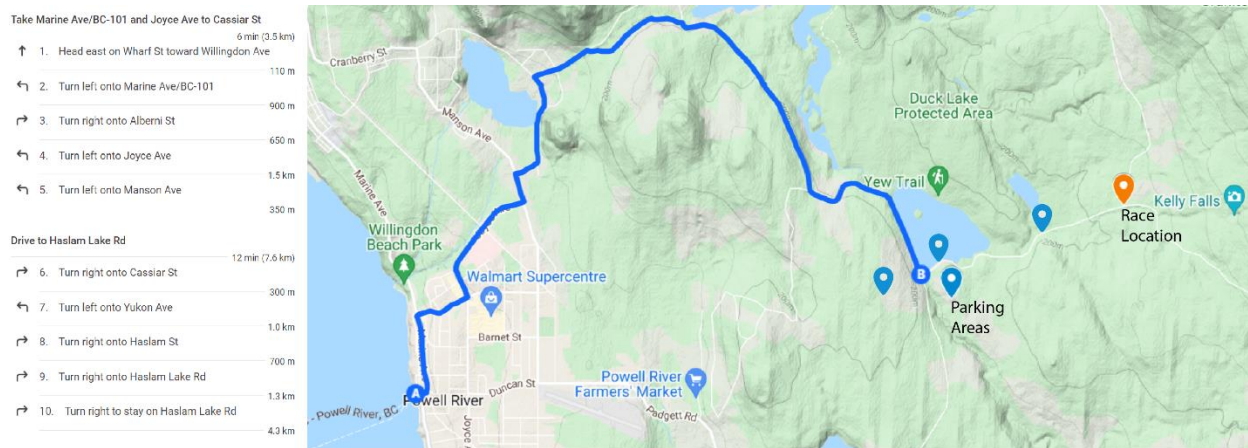 Take Marine Ave/BC-101 and Joyce Ave to Cassiar St
6 min (3.5 km)
1. Head east on Wharf St toward Willingdon Ave
110 m
2. Turn left onto Marine Ave/BC-101
900 m
3. Turn right onto Alberni St
650 m
4. Turn left onto Joyce Ave
1.5 km
5. Turn left onto Manson Ave
350 m
Drive to Haslam Lake Rd
12 min (7.6 km)
6. Turn right onto Cassiar St
300 m
7. Turn left onto Yukon Ave
1.0 km
8. Turn right onto Haslam St
700 m
9. Turn right onto Haslam Lake Rd
1.3 km
10. Turn right to stay on Haslam Lake Rd
4.3 km
Cranberry St
Manson Ave
Marine Ave
Willingdon
Beach Park
Walmart Supercentre
Barnet St
Duncan St
A
Powell River
- Powell River, BC
Joyce A
Powell River
Farmers' Market
Padgett Rd
Duck Lake
Protected Area
Yew Trail
200m
Kelly Falls
Race
Location
B
200m
Parking
Areas